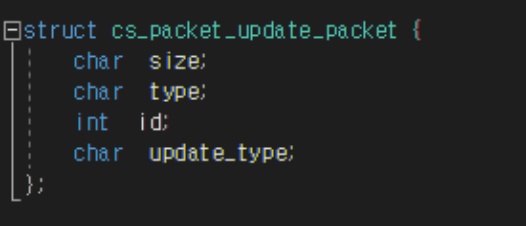 struct cs_packet_update_packet {
char size;
char type;
int id;
char update_type;
};